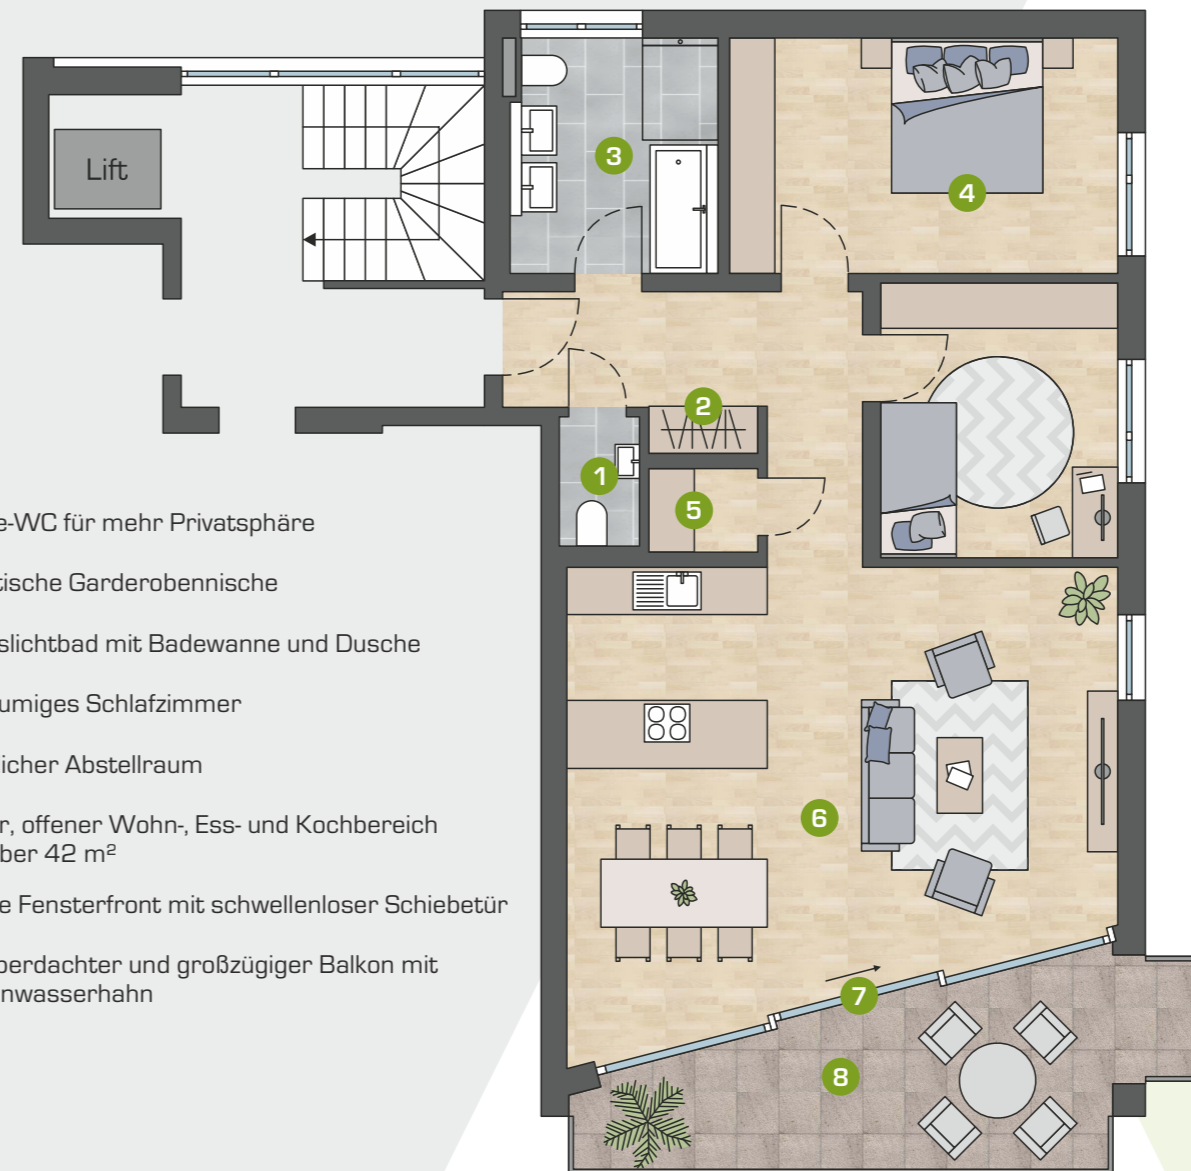 Lift
3
4
2
1
5
6
7
8
e-WC für mehr Privatsphäre
tische Garderobennische
slichtbad mit Badewanne und Dusche
umiges Schlafzimmer
licher Abstellraum
r, offener Wohn-, Ess- und Kochbereich
ber 42 m²
e Fensterfront mit schwellenloser Schiebetür
berdachter und großzügiger Balkon mit
nwasserhahn